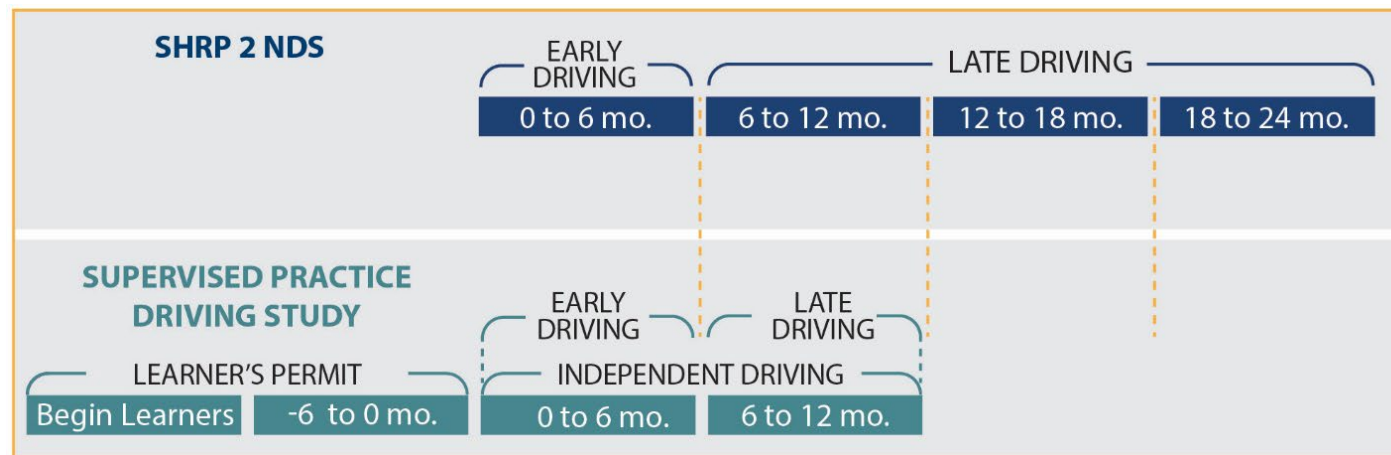 SHRP 2 NDS
EARLY
DRIVING
LATE DRIVING
0 to 6 mo.
6 to 12 mo.
12 to 18 mo.
18 to 24 mo.
SUPERVISED PRACTICE
DRIVING STUDY
EARLY
DRIVING
LATE
DRIVING
LEARNER'S PERMIT
INDEPENDENT DRIVING
Begin Learners
-6 to 0 mo.
0 to 6 mo.
6 to 12 mo.